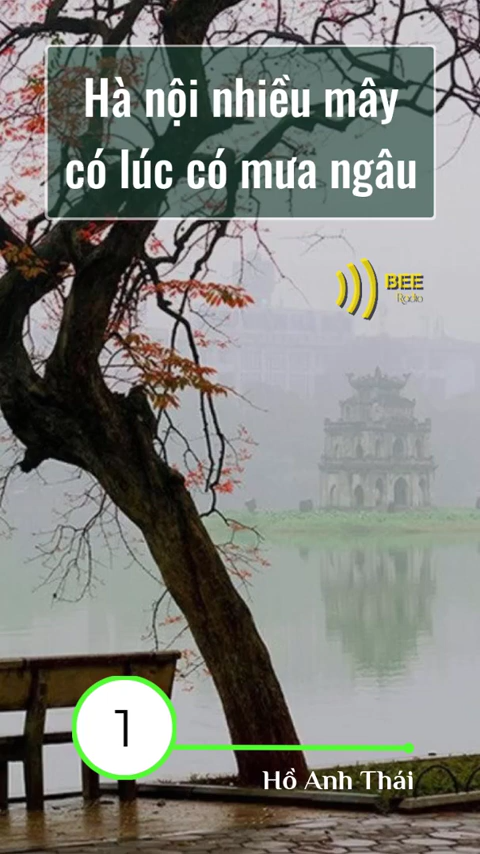 Hà nội nhiều mây
có lúc có mưa ngâu
BEE
Radio
1
Hồ Anh Thái